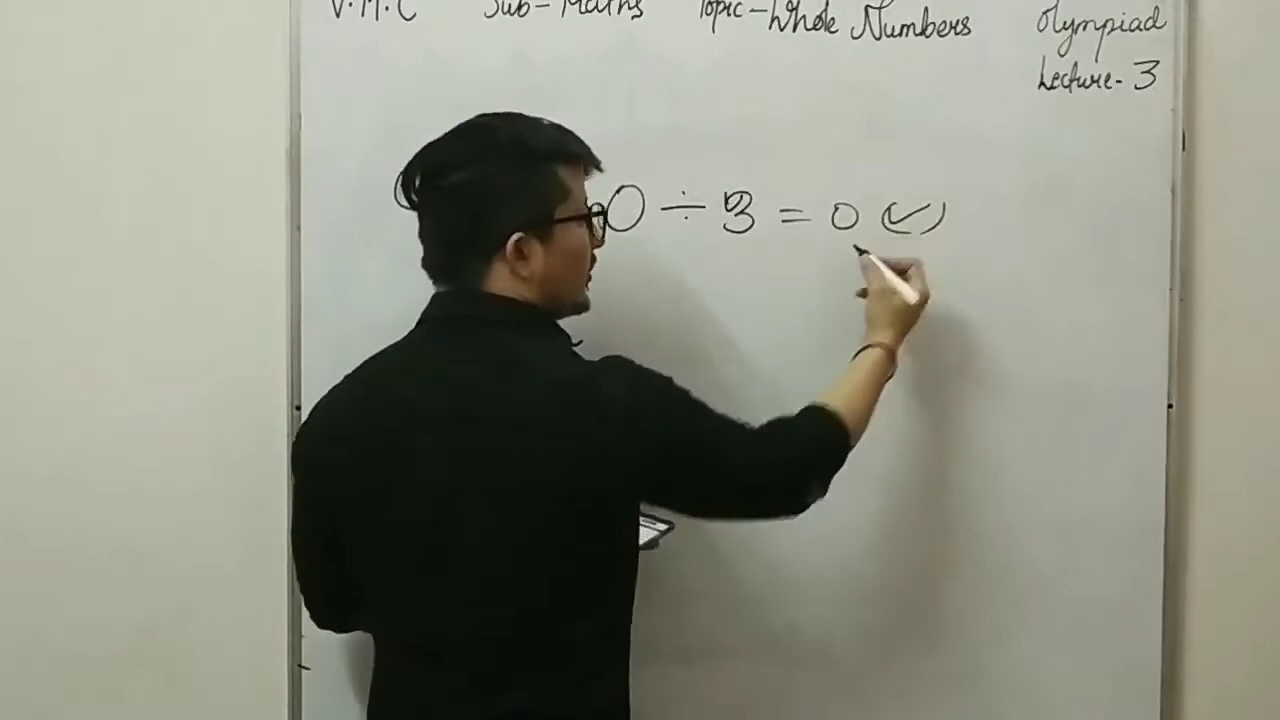 V.M.C Sub-Maths Topic-Whole Numbers Olympiad
Lecture-3
0 ÷ 3 = 0 (✓)